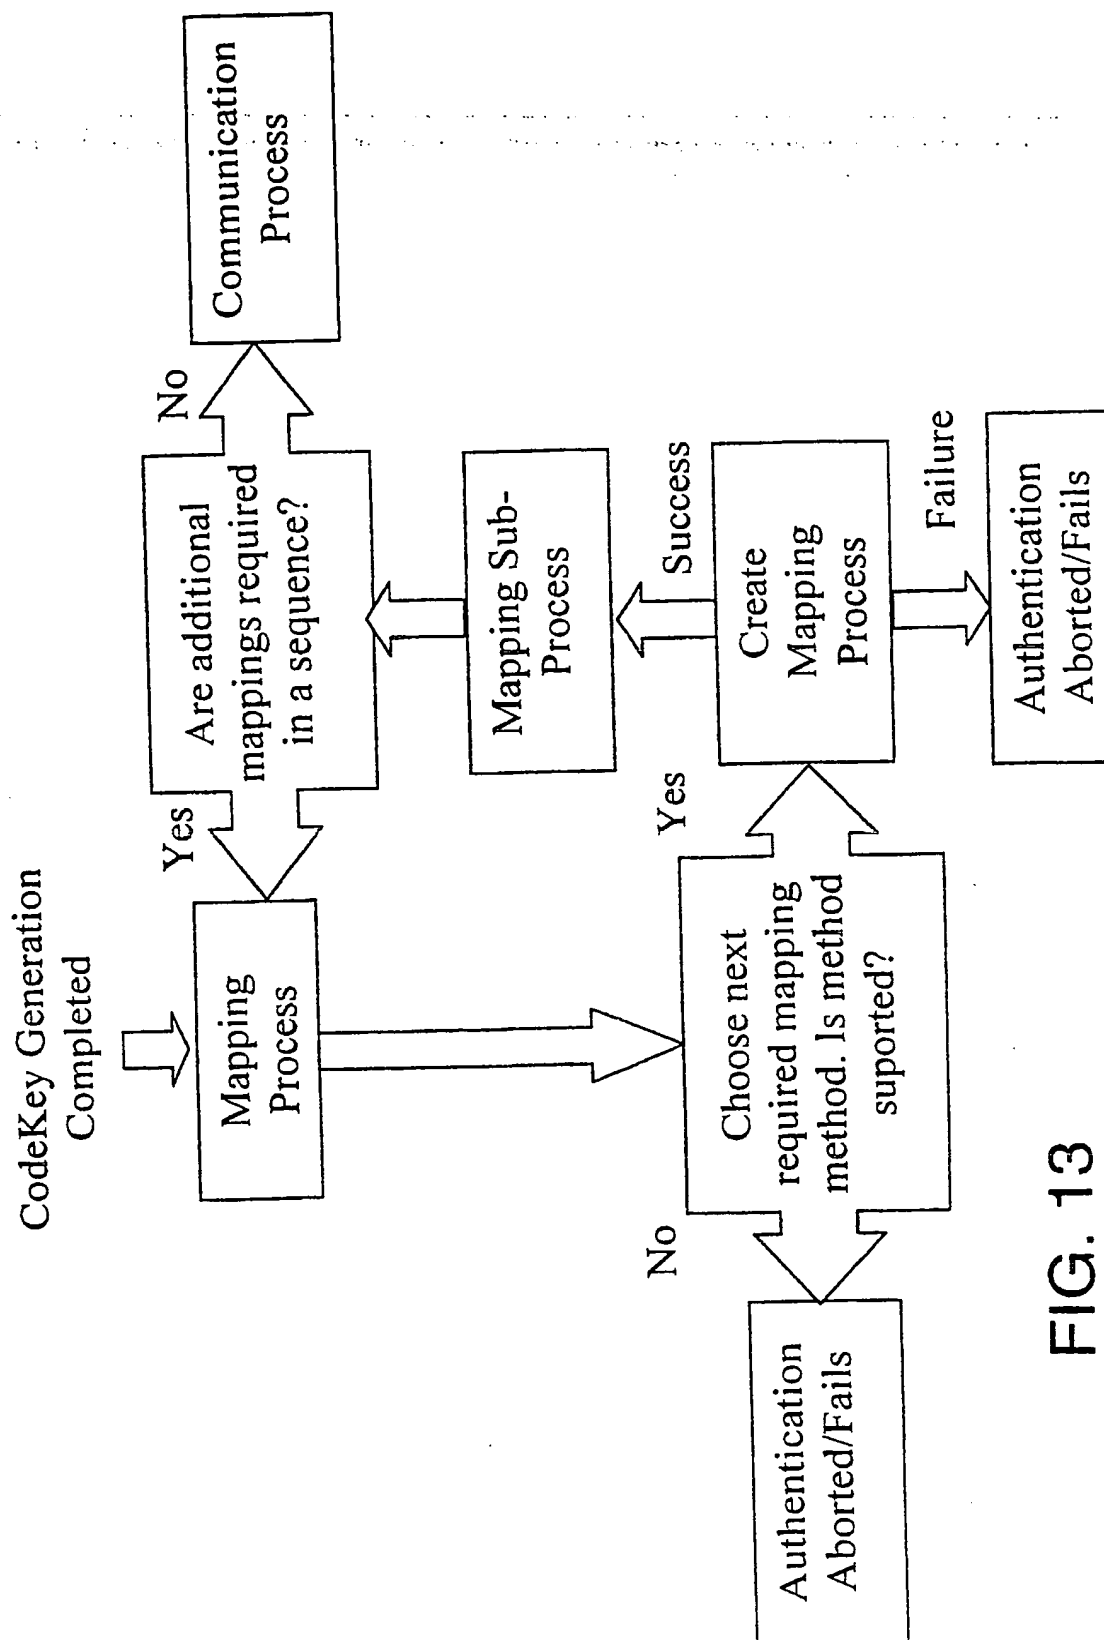 CodeKey Generation
Completed
Mapping
Process
Yes
Are additional
mappings required
in a sequence?
No
Communication
Process
Mapping Sub-
Process
Success
Create
Mapping
Process
Failure
Authentication
Aborted/Fails
Yes
Choose next
required mapping
method. Is method
suported?
No
Authentication
Aborted/Fails
FIG. 13